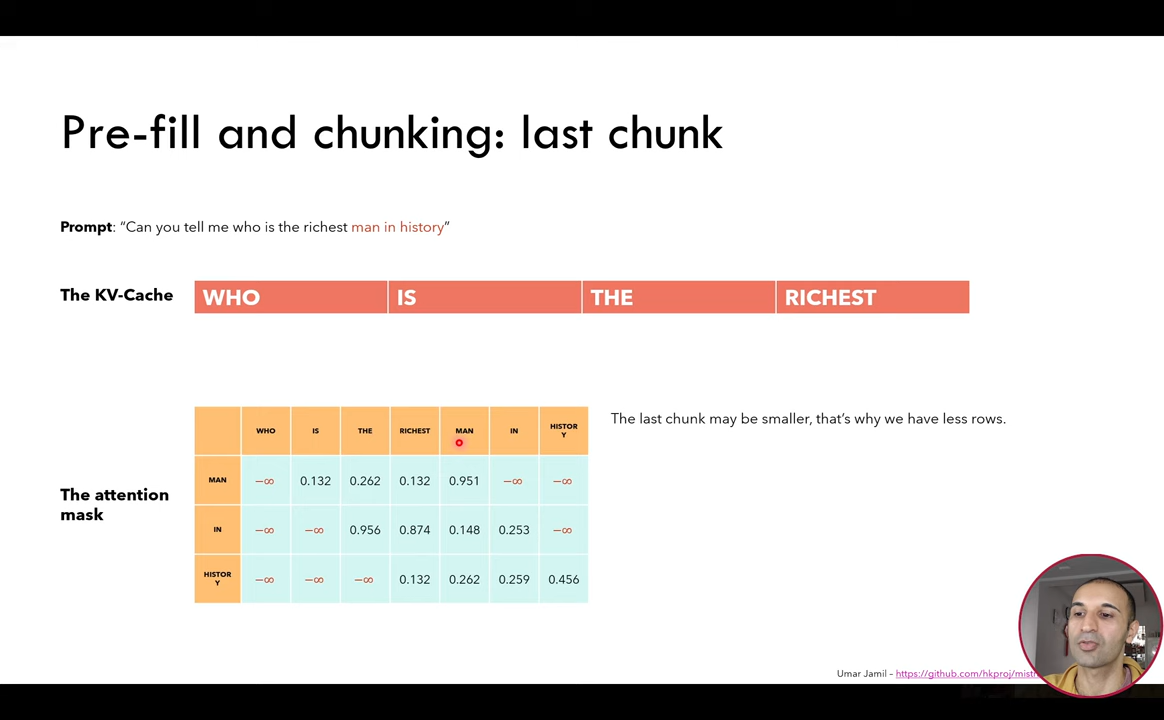 Pre-fill and chunking: last chunk
Prompt: “Can you tell me who is the richest man in history”
The KV-Cache WHO IS THE RICHEST
The last chunk may be smaller, that’s why we have less rows.
WHO IS THE RICHEST MAN IN HISTOR
Y
MAN −∞ 0.132 0.262 0.132 0.951 −∞ −∞
The attention
mask
IN −∞ −∞ 0.956 0.874 0.148 0.253 −∞
HISTOR
Y
−∞ −∞ −∞ 0.132 0.262 0.259 0.456
Umar Jamil – https://github.com/hkproj/mist